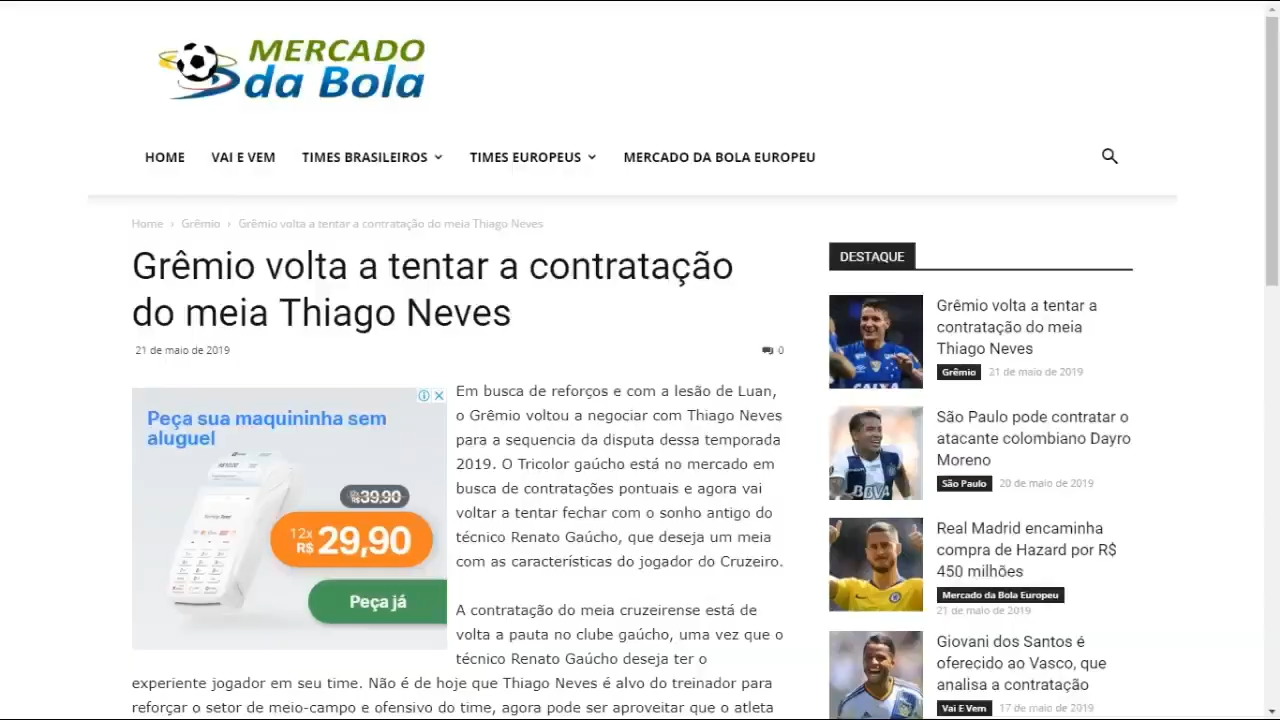 MERCADO
da Bola
HOME VAI E VEM TIMES BRASILEIROS TIMES EUROPEUS MERCADO DA BOLA EUROPEU
Home › Grêmio › Grêmio volta a tentar a contratação do meia Thiago Neves
Grêmio volta a tentar a contratação
do meia Thiago Neves
21 de maio de 2019 0
Peça sua maquininha sem
aluguel
R$39,90
12x
R$ 29,90
Peça já
Em busca de reforços e com a lesão de Luan,
o Grêmio voltou a negociar com Thiago Neves
para a sequencia da disputa dessa temporada
2019. O Tricolor gaúcho está no mercado em
busca de contratações pontuais e agora vai
voltar a tentar fechar com o sonho antigo do
técnico Renato Gaúcho, que deseja um meia
com as características do jogador do Cruzeiro.
A contratação do meia cruzeirense está de
volta a pauta no clube gaúcho, uma vez que o
técnico Renato Gaúcho deseja ter o
experiente jogador em seu time. Não é de hoje que Thiago Neves é alvo do treinador para
reforçar o setor de meio-campo e ofensivo do time, agora pode ser aproveitar que o atleta
DESTAQUE
CAIXA
Grêmio volta a tentar a
contratação do meia
Thiago Neves
Grêmio 21 de maio de 2019
BBVA
São Paulo pode contratar o
atacante colombiano Dayro
Moreno
São Paulo 20 de maio de 2019
Real Madrid encaminha
compra de Hazard por R$
450 milhões
Mercado da Bola Europeu
21 de maio de 2019
Giovani dos Santos é
oferecido ao Vasco, que
analisa a contratação
Vai E Vem 17 de maio de 2019